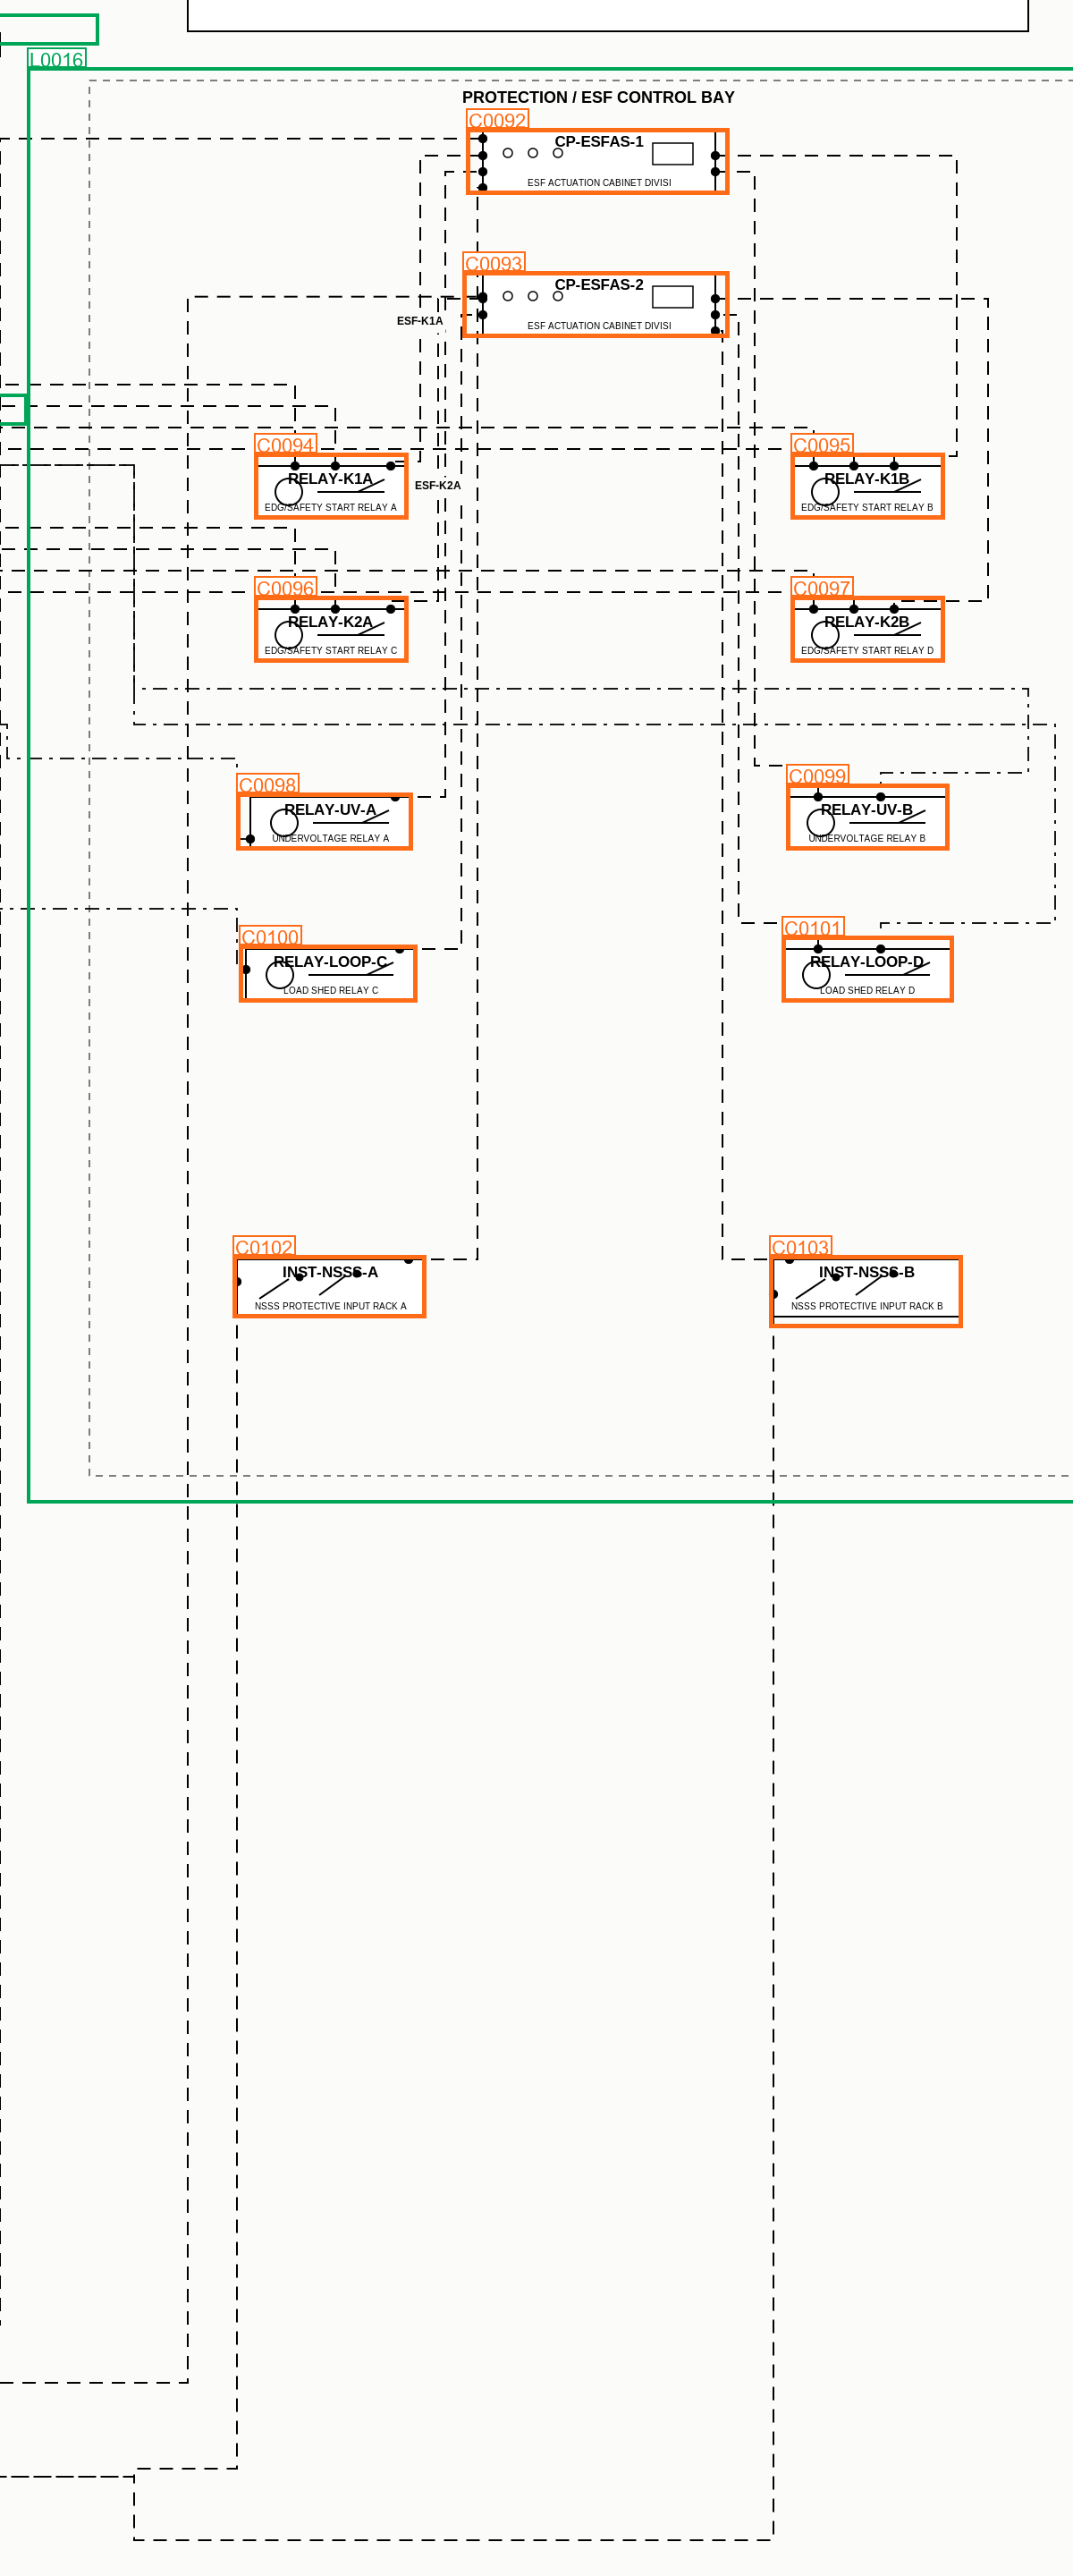 L0016
PROTECTION / ESF CONTROL BAY
C0092
CP-ESFAS-1
ESF ACTUATION CABINET DIVISI
C0093
CP-ESFAS-2
ESF ACTUATION CABINET DIVISI
ESF-K1A
C0094
RELAY-K1A
EDG/SAFETY START RELAY A
C0095
RELAY-K1B
EDG/SAFETY START RELAY B
ESF-K2A
C0096
RELAY-K2A
EDG/SAFETY START RELAY C
C0097
RELAY-K2B
EDG/SAFETY START RELAY D
C0098
RELAY-UV-A
UNDERVOLTAGE RELAY A
C0099
RELAY-UV-B
UNDERVOLTAGE RELAY B
C0100
RELAY-LOOP-C
LOAD SHED RELAY C
C0101
RELAY-LOOP-D
LOAD SHED RELAY D
C0102
INST-NSSS-A
NSSS PROTECTIVE INPUT RACK A
C0103
INST-NSSS-B
NSSS PROTECTIVE INPUT RACK B